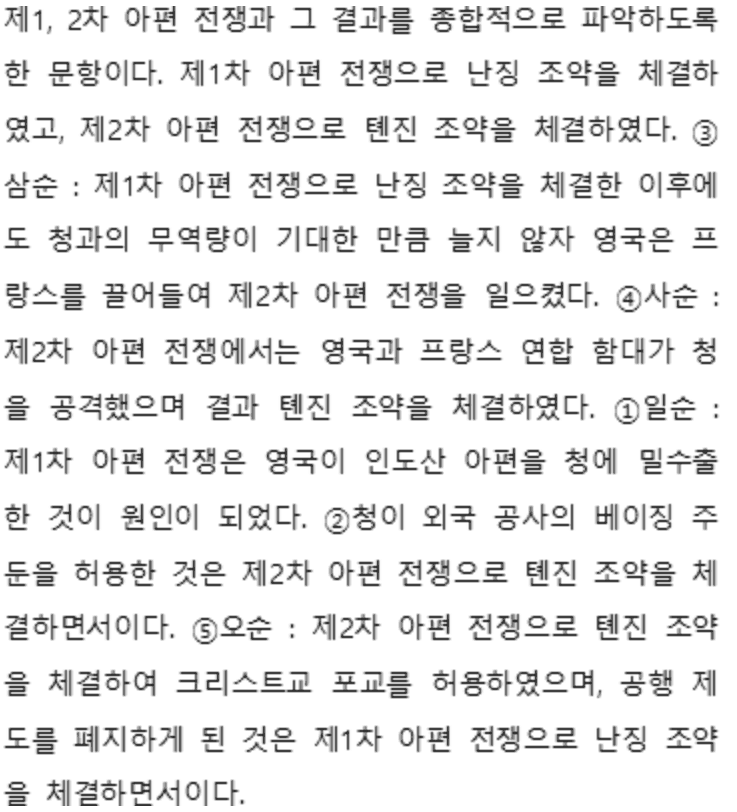 제1, 2차 아편 전쟁과 그 결과를 종합적으로 파악하도록
한 문항이다. 제1차 아편 전쟁으로 난징 조약을 체결하
였고, 제2차 아편 전쟁으로 톈진 조약을 체결하였다. ③
삼순 : 제1차 아편 전쟁으로 난징 조약을 체결한 이후에
도 청과의 무역량이 기대한 만큼 늘지 않자 영국은 프
랑스를 끌어들여 제2차 아편 전쟁을 일으켰다. ④사순 :
제2차 아편 전쟁에서는 영국과 프랑스 연합 함대가 청
을 공격했으며 결과 톈진 조약을 체결하였다. ①일순 :
제1차 아편 전쟁은 영국이 인도산 아편을 청에 밀수출
한 것이 원인이 되었다. ②청이 외국 공사의 베이징 주
둔을 허용한 것은 제2차 아편 전쟁으로 톈진 조약을 체
결하면서이다. ⑤오순 : 제2차 아편 전쟁으로 톈진 조약
을 체결하여 크리스트교 포교를 허용하였으며, 공행 제
도를 폐지하게 된 것은 제1차 아편 전쟁으로 난징 조약
을 체결하면서이다.